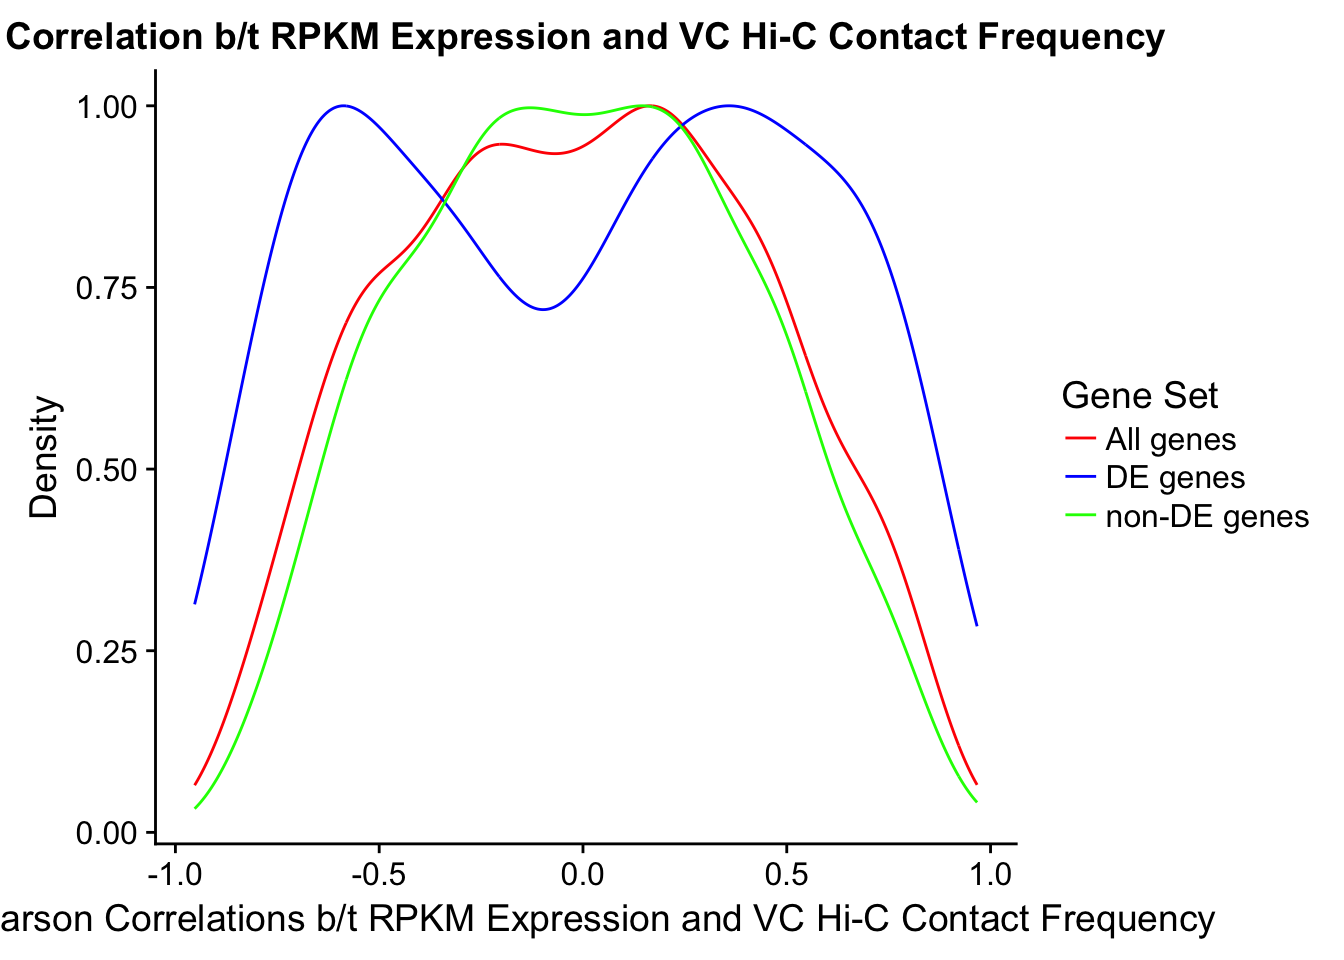 Correlation b/t RPKM Expression and VC Hi-C Contact Frequency
1.00
0.75
0.50
0.25
0.00
Density
-1.0 -0.5 0.0 0.5 1.0
arson Correlations b/t RPKM Expression and VC Hi-C Contact Frequency
Gene Set
All genes
DE genes
non-DE genes